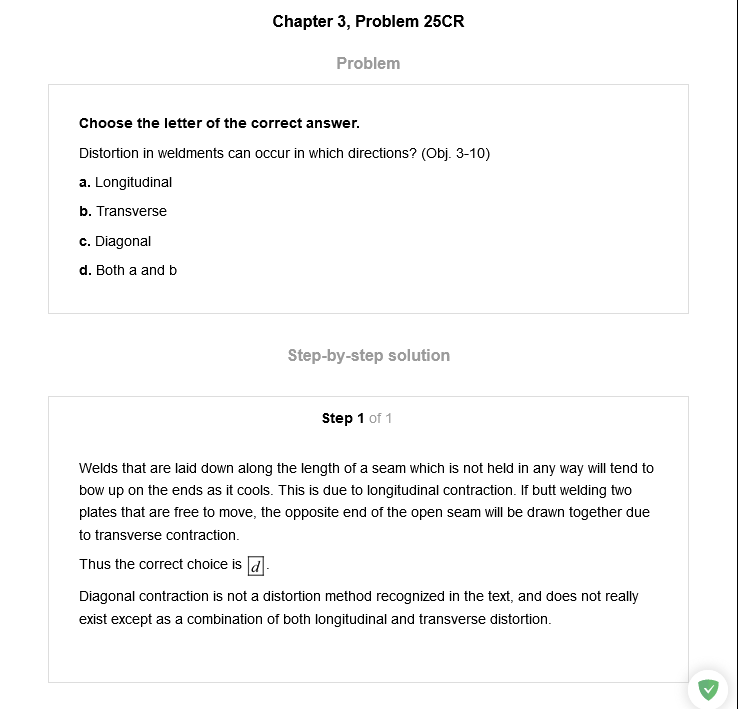 Chapter 3, Problem 25CR
Problem
Choose the letter of the correct answer.
Distortion in weldments can occur in which directions? (Obj. 3-10)
a. Longitudinal
b. Transverse
c. Diagonal
d. Both a and b
Step-by-step solution
Step 1 of 1
Welds that are laid down along the length of a seam which is not held in any way will tend to
bow up on the ends as it cools. This is due to longitudinal contraction. If butt welding two
plates that are free to move, the opposite end of the open seam will be drawn together due
to transverse contraction.
Thus the correct choice is d.
Diagonal contraction is not a distortion method recognized in the text, and does not really
exist except as a combination of both longitudinal and transverse distortion.